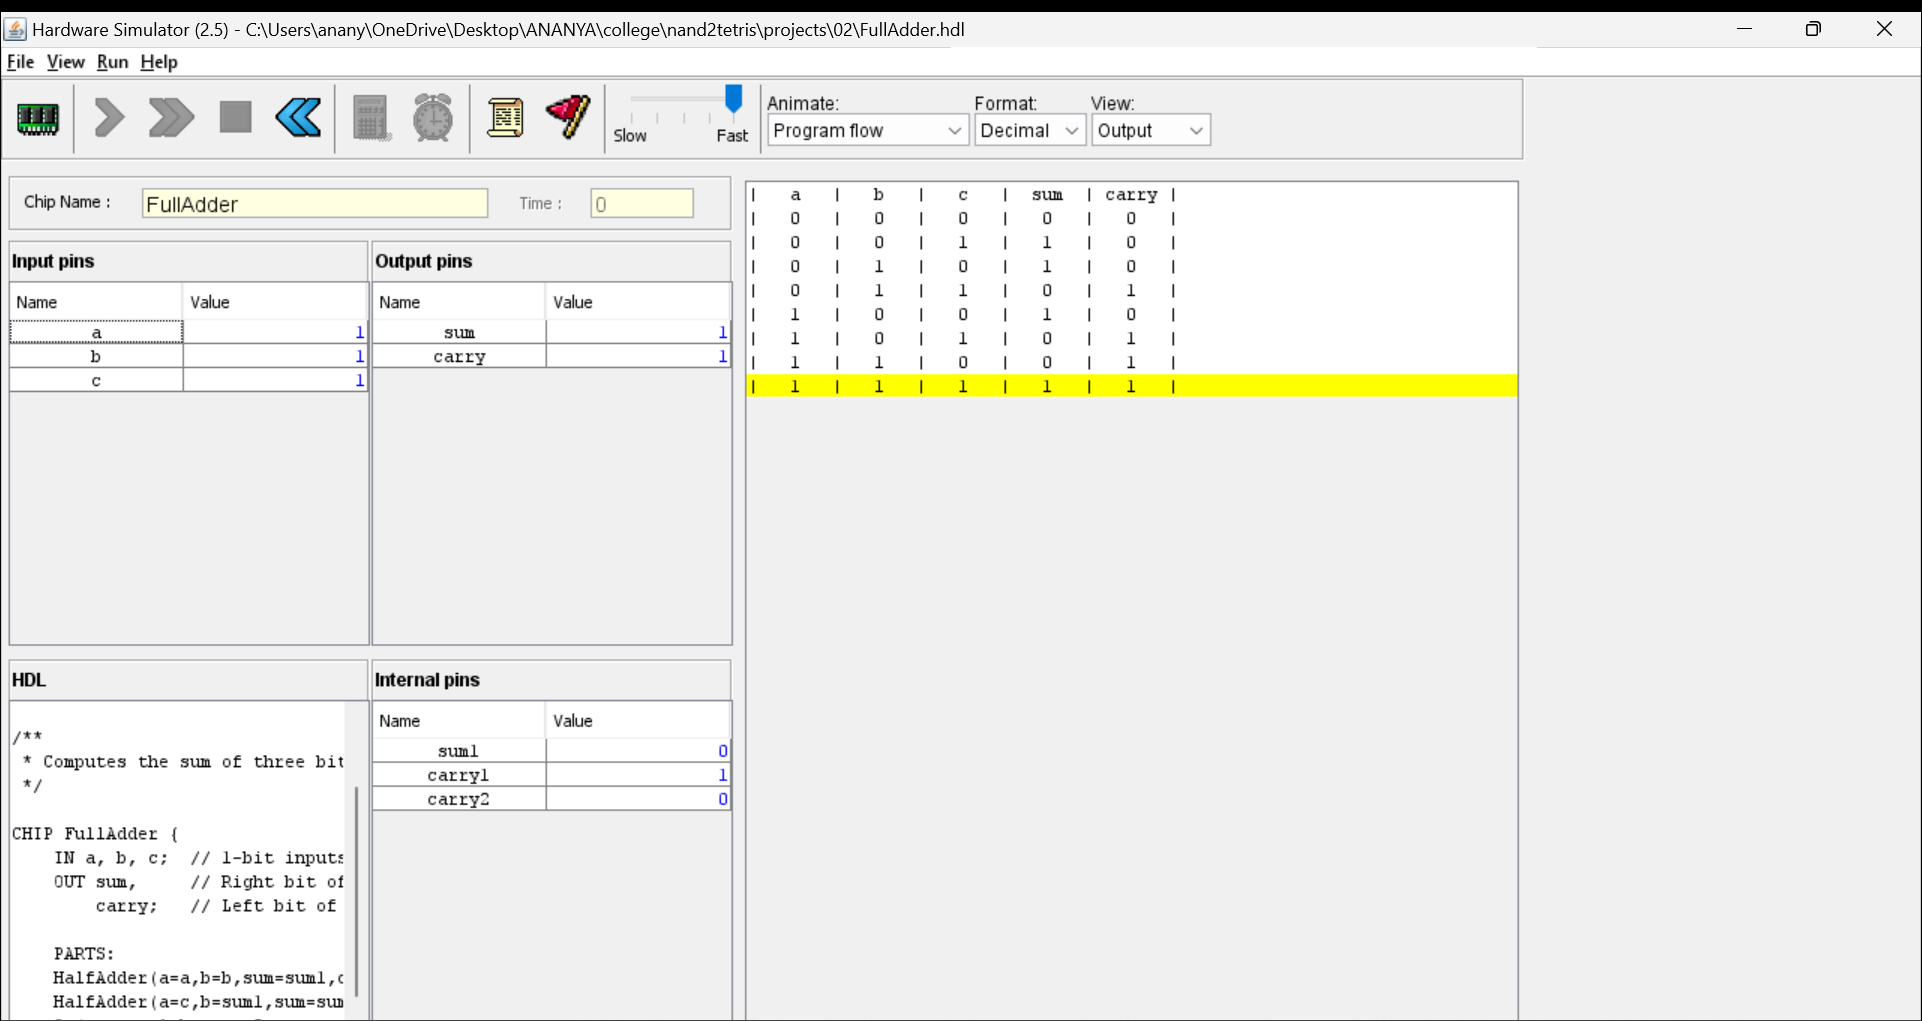 Hardware Simulator (2.5) - C:\Users\anany\OneDrive\Desktop\ANANYA\college\nand2tetris\projects\02\FullAdder.hdl
File View Run Help
Slow Fast
Animate: Format: View:
Program flow Decimal Output
Chip Name : FullAdder Time : 0
Input pins
Name Value
a 1
b 1
c 1
Output pins
Name Value
sum 1
carry 1
| a | b | c | sum | carry |
| 0 | 0 | 0 | 0 | 0 |
| 0 | 0 | 1 | 1 | 0 |
| 0 | 1 | 0 | 1 | 0 |
| 0 | 1 | 1 | 0 | 1 |
| 1 | 0 | 0 | 1 | 0 |
| 1 | 0 | 1 | 0 | 1 |
| 1 | 1 | 0 | 0 | 1 |
| 1 | 1 | 1 | 1 | 1 |
HDL
/**
* Computes the sum of three bit
*/
CHIP FullAdder {
IN a, b, c; // 1-bit inputs
OUT sum, // Right bit of
carry; // Left bit of
PARTS:
HalfAdder(a=a,b=b,sum=sum1,c
HalfAdder(a=c,b=sum1,sum=sum
Internal pins
Name Value
sum1 0
carry1 1
carry2 0